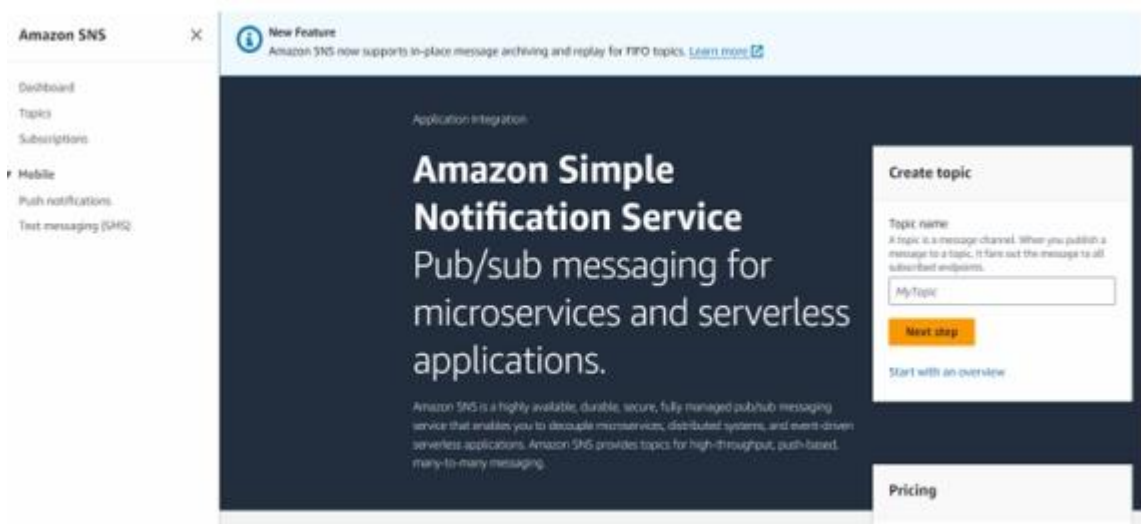 Amazon SNS
Dashboard
Topics
Subscriptions
Mobile
Push notifications
Text messaging (SMS)
New Feature
Amazon SNS now supports in-place message archiving and replay for FIFO topics. Learn more
Application Integration
Amazon Simple
Notification Service
Pub/sub messaging for
microservices and serverless
applications.
Amazon SNS is a highly available, durable, secure, fully managed pub/sub messaging
service that enables you to decouple microservices, distributed systems, and event-driven
serverless applications. Amazon SNS provides topics for high-throughput, push-based,
many-to-many messaging.
Create topic
Topic name
A topic is a message channel. When you publish a
message to a topic, it fans out the message to all
subscribed endpoints.
MyTopic
Next step
Start with an overview
Pricing